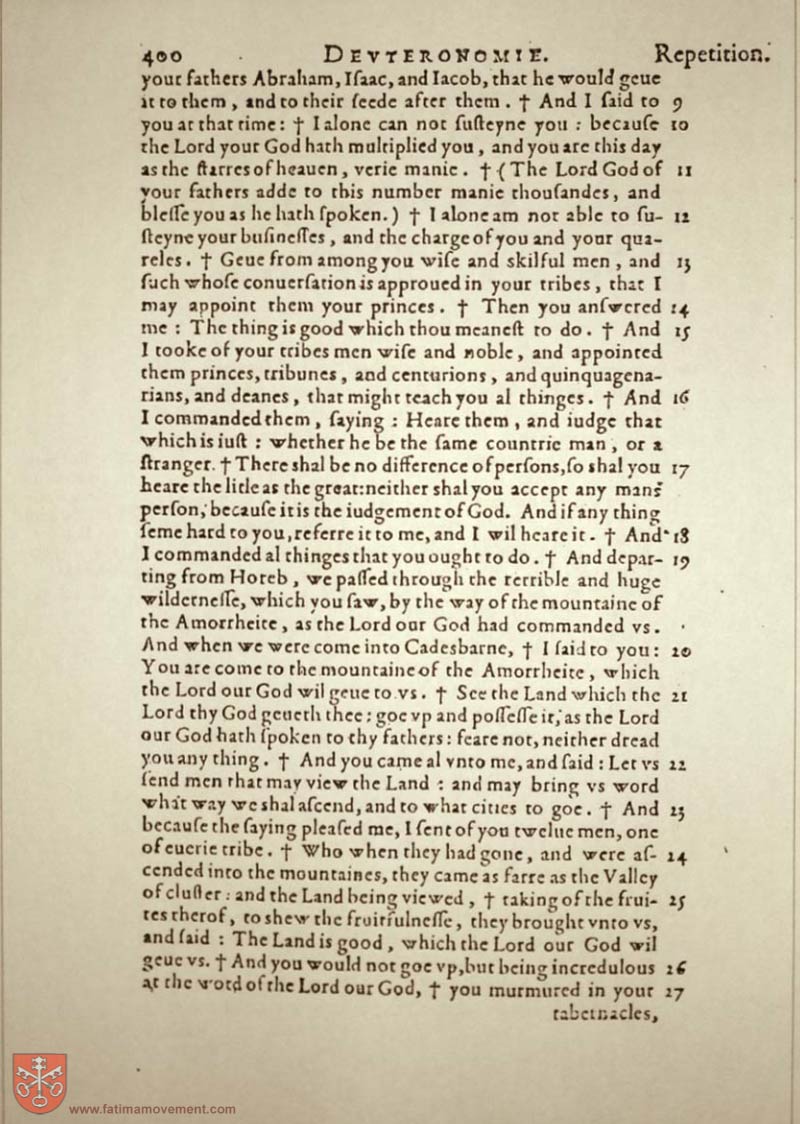 400 DEVTERONOMIE. Repetition.
your fathers Abraham, Iſaac, and Iacob, that he would geue
it to them, and to their ſeede after them. † And I ſaid to 9
you at that time: † I alone can not ſuſteyne you: becauſe 10
the Lord your God hath multiplied you, and you are this day
as the ſtarres of heauen, verie manie. † (The Lord God of 11
your fathers adde to this number manie thouſandes, and
bleſſe you as he hath ſpoken.) † I alone am not able to ſu- 12
ſteyne your buſineſſes, and the charge of you and your qua-
reles. † Geue from among you wiſe and skilful men, and 13
ſuch whoſe conuerſation is approued in your tribes, that I
may appoint them your princes. † Then you anſwered 14
me: The thing is good which thou meaneſt to do. † And 15
I tooke of your tribes men wiſe and noble, and appointed
them princes, tribunes, and centurions, and quinquagena-
rians, and deanes, that might teach you al thinges. † And 16
I commanded them, ſaying: Heare them, and iudge that
which is iuſt: whether he be the ſame countrie man, or a
ſtranger. † There shal be no difference of perſons, ſo shal you 17
heare the litle as the great: neither shal you accept any mans
perſon, becauſe it is the iudgement of God. And if any thing
ſeme hard to you, referre it to me, and I wil heare it. † And 18
I commanded al thinges that you ought to do. † And depar- 19
ting from Horeb, we paſſed through the terrible and huge
wilderneſſe, which you ſaw, by the way of the mountaine of
the Amorrheite, as the Lord our God had commanded vs.
And when we were come into Cadesbarne, † I ſaid to you: 20
You are come to the mountaine of the Amorrheite, which
the Lord our God wil geue to vs. † See the Land which the 21
Lord thy God geueth thee: goe vp and poſſeſſe it, as the Lord
our God hath ſpoken to thy fathers: feare not, neither dread
you any thing. † And you came al vnto me, and ſaid: Let vs 22
ſend men that may view the Land: and may bring vs word
what way we shal aſcend, and to what cities to goe. † And 23
becauſe the ſaying pleaſed me, I ſent of you twelue men, one
of euerie tribe. † Who when they had gone, and were aſ- 24
cended into the mountaines, they came as farre as the Valley
of cluſter: and the Land being viewed, † taking of the frui- 25
tes therof, to shew the fruitfulneſſe, they brought vnto vs,
and ſaid: The Land is good, which the Lord our God wil
geue vs. † And you would not goe vp, but being incredulous 26
at the word of the Lord our God, † you murmured in your 27
tabernacles,
www.fatimamovement.com